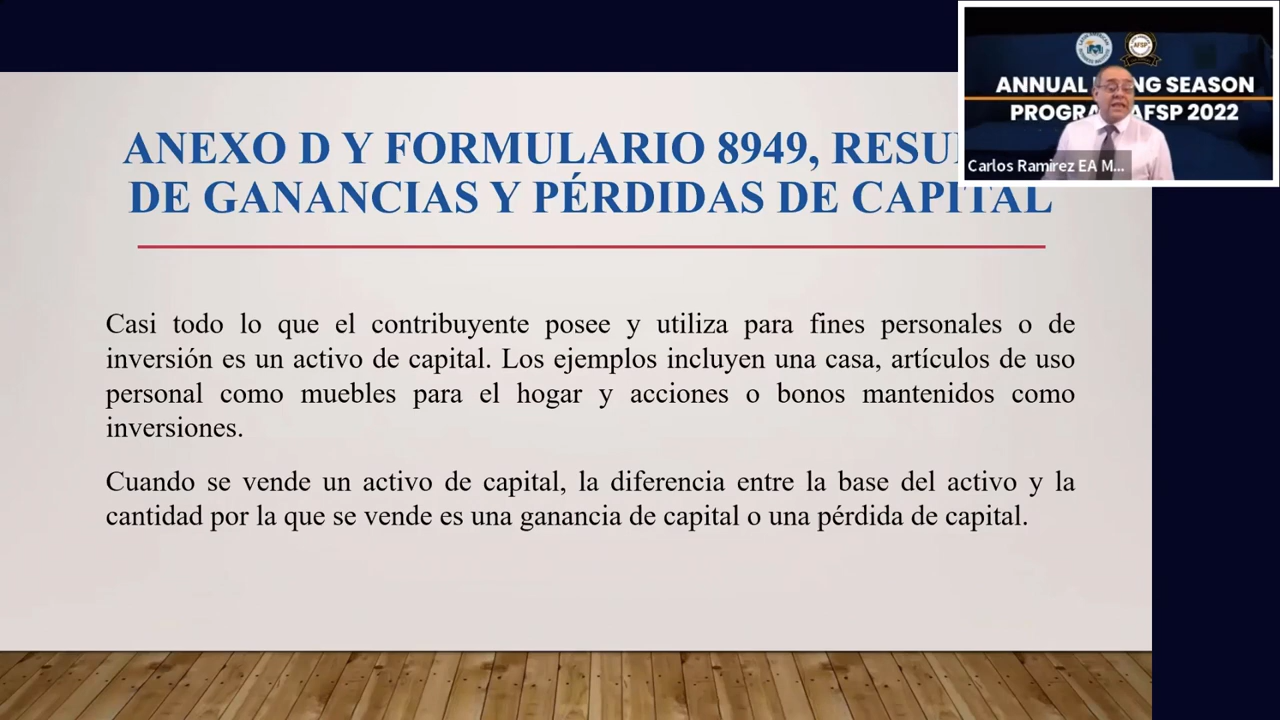 ANEXO D Y FORMULARIO 8949,
DE GANANCIAS Y PÉRDIDAS DE CAPITAL
Casi todo lo que el contribuyente posee y utiliza para fines personales o de
inversión es un activo de capital. Los ejemplos incluyen una casa, artículos de uso
personal como muebles para el hogar y acciones o bonos mantenidos como
inversiones.
Cuando se vende un activo de capital, la diferencia entre la base del activo y la
cantidad por la que se vende es una ganancia de capital o una pérdida de capital.
AFSP
ANNUAL SEASON
AFSP 2022
Carlos Ramirez EA M...